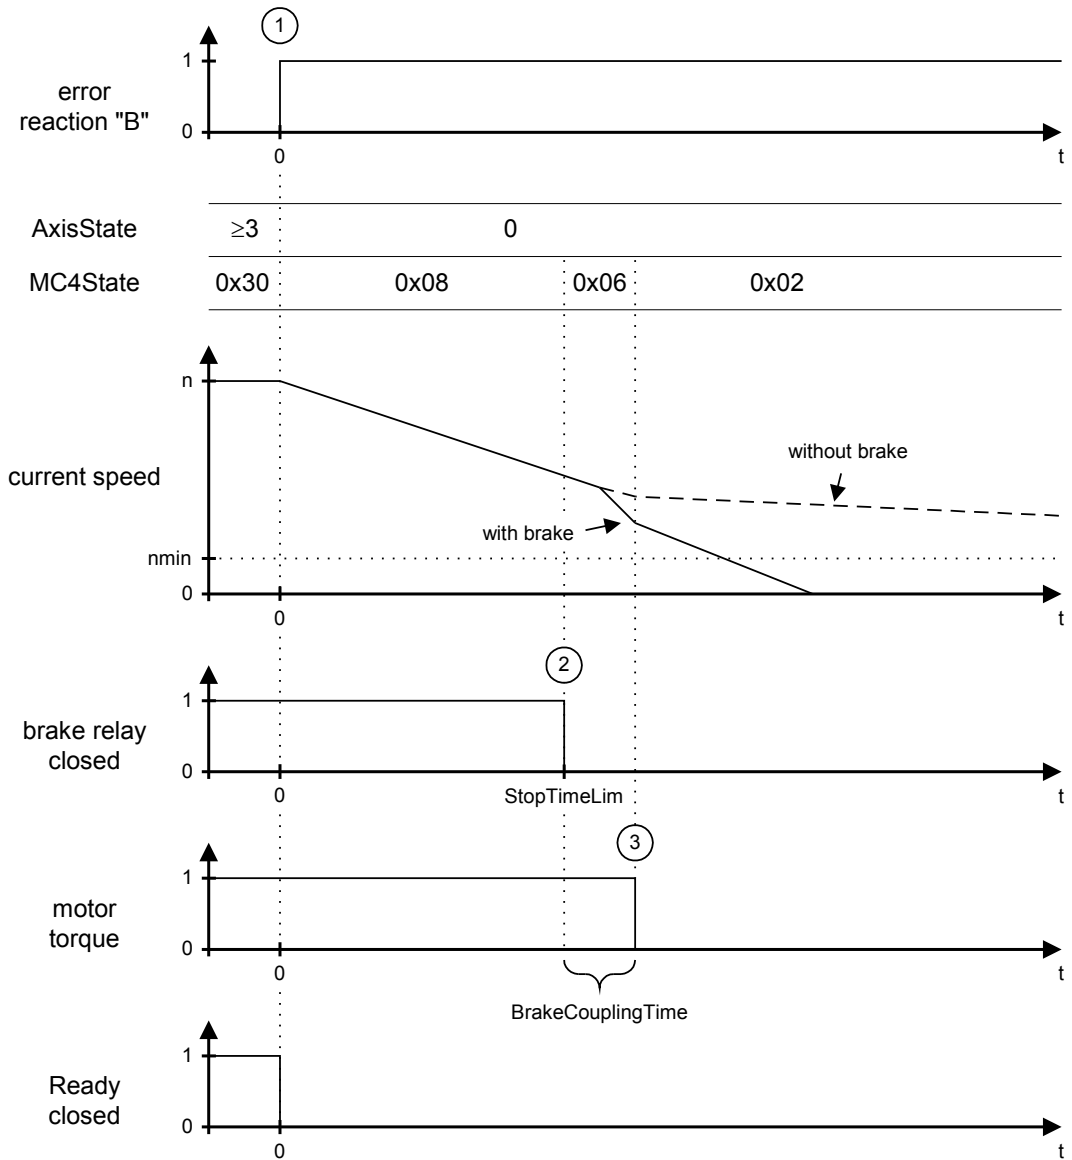 1
1
error
reaction "B"
0
0
t
AxisState
≥3
0
MC4State
0x30
0x08
0x06
0x02
n
without brake
current speed
with brake
nmin
0
0
t
2
1
brake relay
closed
0
0
StopTimeLim
t
3
1
motor
torque
0
0
t
BrakeCouplingTime
1
Ready
closed
0
0
t